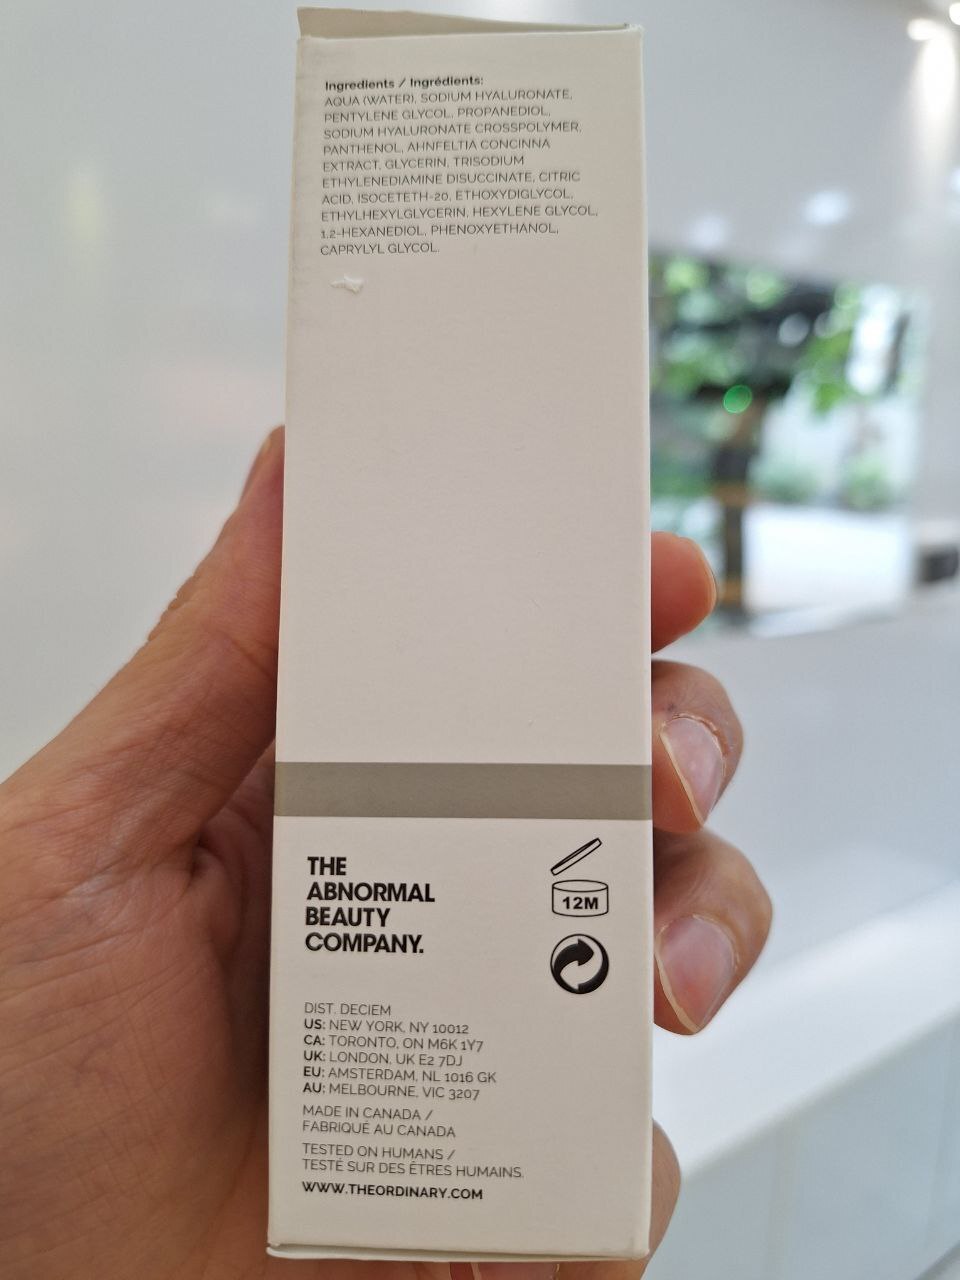 Ingredients / Ingrédients:
AQUA (WATER), SODIUM HYALURONATE,
PENTYLENE GLYCOL, PROPANEDIOL,
SODIUM HYALURONATE CROSSPOLYMER,
PANTHENOL, AHNFELTIA CONCINNA
EXTRACT, GLYCERIN, TRISODIUM
ETHYLENEDIAMINE DISUCCINATE, CITRIC
ACID, ISOCETETH-20, ETHOXYDIGLYCOL,
ETHYLHEXYLGLYCERIN, HEXYLENE GLYCOL,
1,2-HEXANEDIOL, PHENOXYETHANOL,
CAPRYLYL GLYCOL.
THE
ABNORMAL
BEAUTY
COMPANY.
12M
DIST. DECIEM
US: NEW YORK, NY 10012
CA: TORONTO, ON M6K 1Y7
UK: LONDON, UK E2 7DJ
EU: AMSTERDAM, NL 1016 GK
AU: MELBOURNE, VIC 3207
MADE IN CANADA /
FABRIQUÉ AU CANADA
TESTED ON HUMANS /
TESTÉ SUR DES ÊTRES HUMAINS.
WWW.THEORDINARY.COM